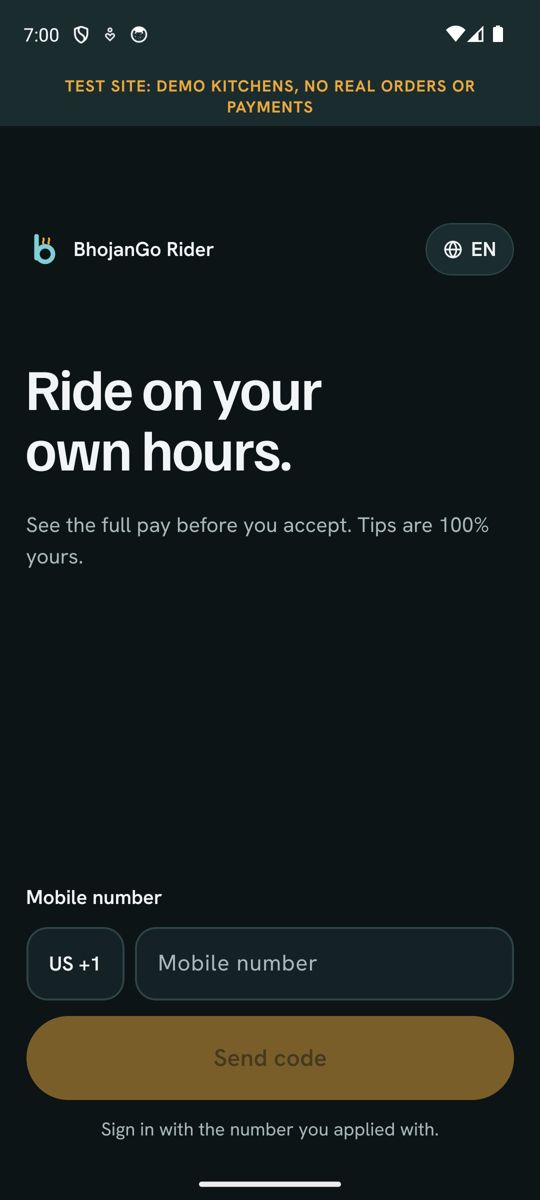 7:00
TEST SITE: DEMO KITCHENS, NO REAL ORDERS OR
PAYMENTS
BhojanGo Rider
EN
Ride on your
own hours.
See the full pay before you accept. Tips are 100%
yours.
Mobile number
US +1
Mobile number
Send code
Sign in with the number you applied with.